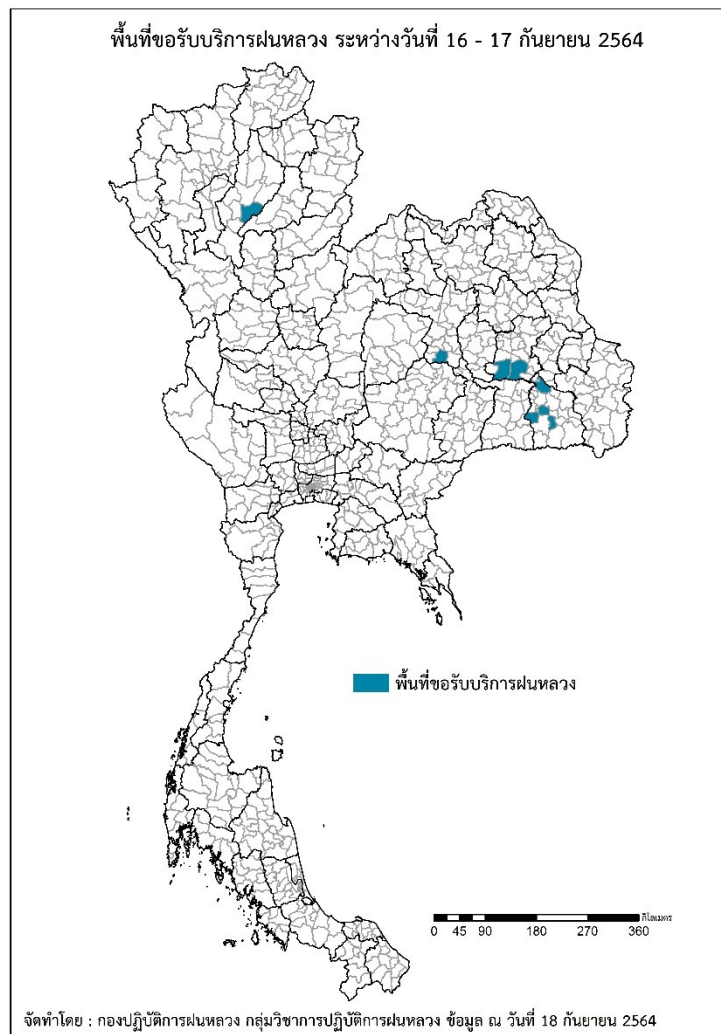 พื้นที่ขอรับบริการฝนหลวง ระหว่างวันที่ 16 - 17 กันยายน 2564
พื้นที่ขอรับบริการฝนหลวง
กิโลเมตร
0 45 90 180 270 360
จัดทำโดย : กองปฏิบัติการฝนหลวง กลุ่มวิชาการปฏิบัติการฝนหลวง ข้อมูล ณ วันที่ 18 กันยายน 2564